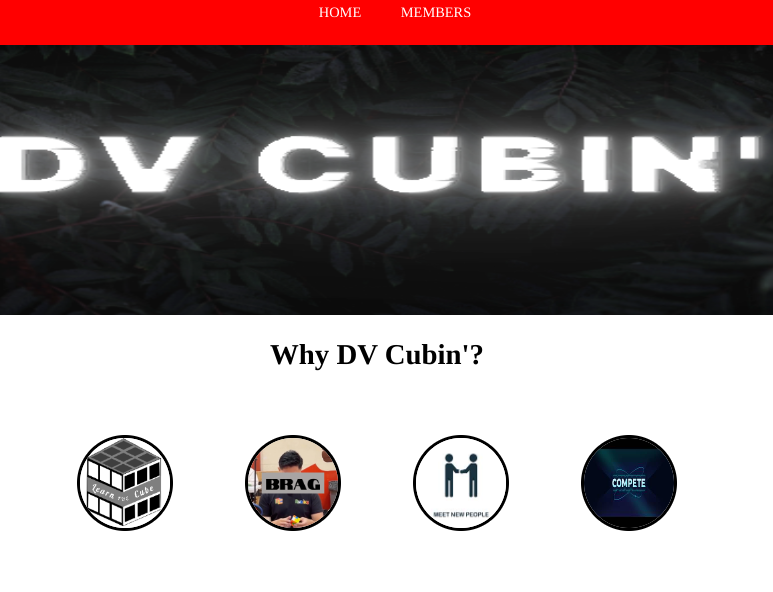 HOME MEMBERS
DV CUBIN'
Why DV Cubin'?
Learn THE Cube
BRAG
MEET NEW PEOPLE
COMPETE